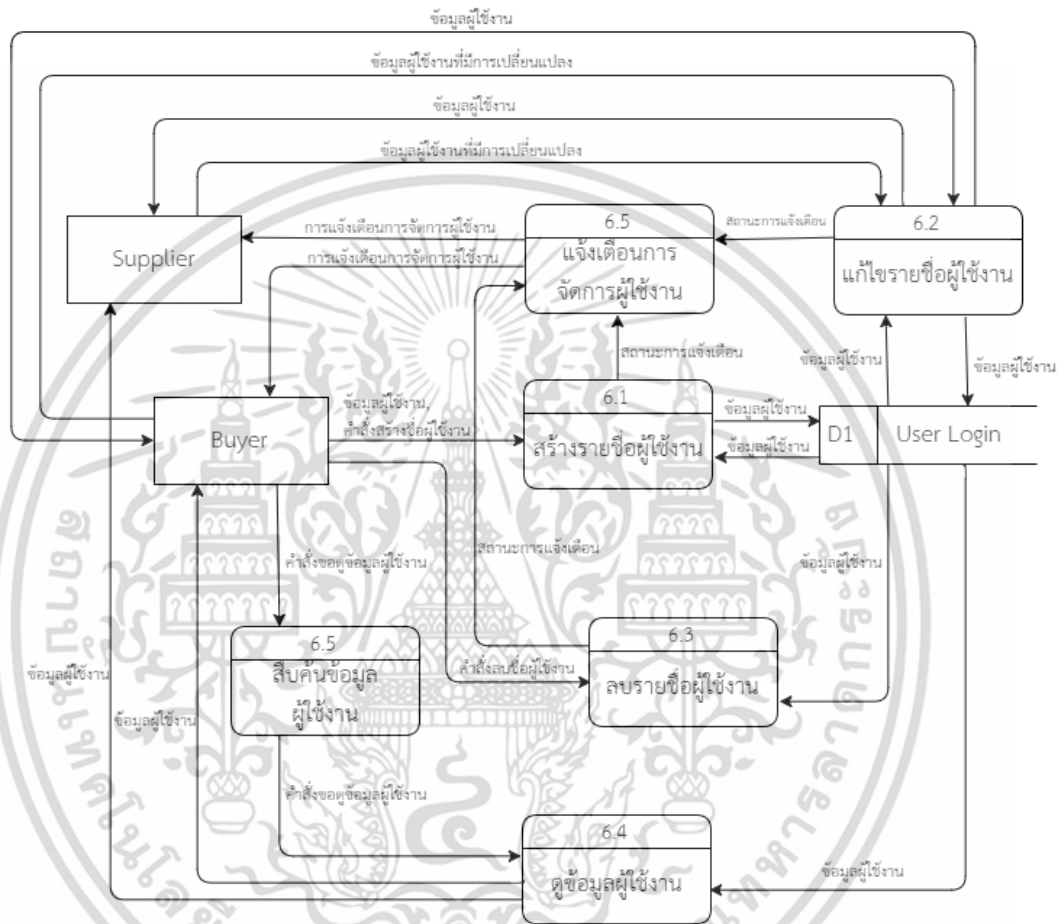 ข้อมูลผู้ใช้งาน
ข้อมูลผู้ใช้งานที่มีการเปลี่ยนแปลง
ข้อมูลผู้ใช้งาน
ข้อมูลผู้ใช้งานที่มีการเปลี่ยนแปลง
Supplier
การแจ้งเตือนการจัดการผู้ใช้งาน
การแจ้งเตือนการจัดการผู้ใช้งาน
6.5
แจ้งเตือนการ
จัดการผู้ใช้งาน
สถานะการแจ้งเตือน
6.2
แก้ไขรายชื่อผู้ใช้งาน
สถานะการแจ้งเตือน
ข้อมูลผู้ใช้งาน
ข้อมูลผู้ใช้งาน
Buyer
ข้อมูลผู้ใช้งาน,
คำสั่งสร้างชื่อผู้ใช้งาน
6.1
สร้างรายชื่อผู้ใช้งาน
ข้อมูลผู้ใช้งาน
ข้อมูลผู้ใช้งาน
D1
User Login
คำสั่งขอดูข้อมูลผู้ใช้งาน
สถานะการแจ้งเตือน
ข้อมูลผู้ใช้งาน
6.5
สืบค้นข้อมูล
ผู้ใช้งาน
คำสั่งลบชื่อผู้ใช้งาน
6.3
ลบรายชื่อผู้ใช้งาน
ข้อมูลผู้ใช้งาน
ข้อมูลผู้ใช้งาน
คำสั่งขอดูข้อมูลผู้ใช้งาน
6.4
ดูข้อมูลผู้ใช้งาน
ข้อมูลผู้ใช้งาน